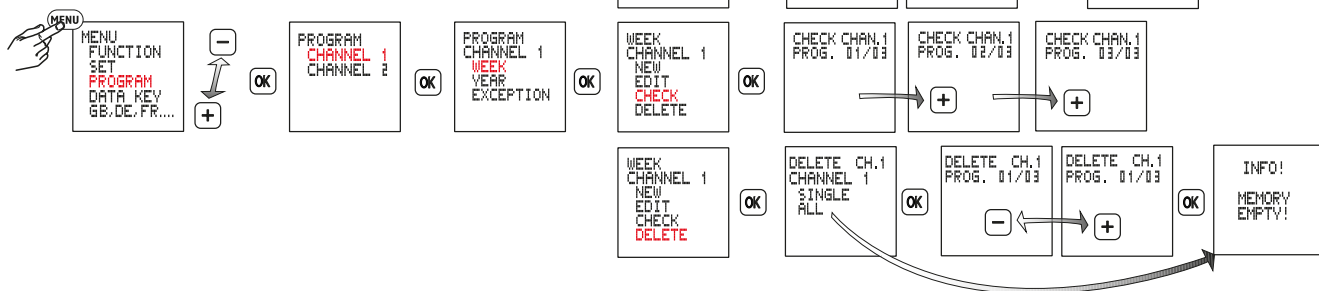 MENU
MENU
FUNCTION
SET
PROGRAM
DATA KEY
GB,DE,FR....
−
+
OK
PROGRAM
CHANNEL 1
CHANNEL 2
OK
PROGRAM
CHANNEL 1
WEEK
YEAR
EXCEPTION
OK
WEEK
CHANNEL 1
NEW
EDIT
CHECK
DELETE
OK
CHECK CHAN.1
PROG. 01/03
+
CHECK CHAN.1
PROG. 02/03
+
CHECK CHAN.1
PROG. 03/03
WEEK
CHANNEL 1
NEW
EDIT
CHECK
DELETE
OK
DELETE CH.1
CHANNEL 1
SINGLE
ALL
OK
DELETE CH.1
PROG. 01/03
−
DELETE CH.1
PROG. 01/03
+
OK
INFO!
MEMORY
EMPTY!